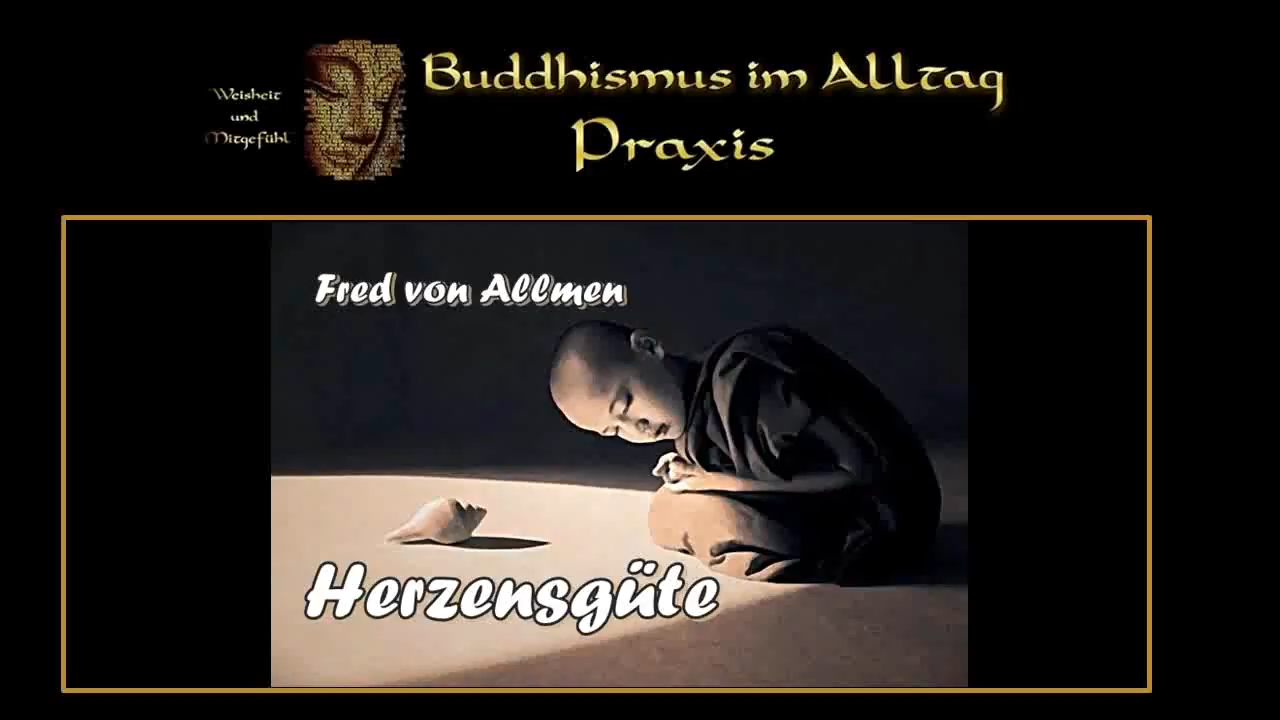 Weisheit
und
Mitgefühl
Buddhismus im Alltag
Praxis
Fred von Allmen
Herzensgüte